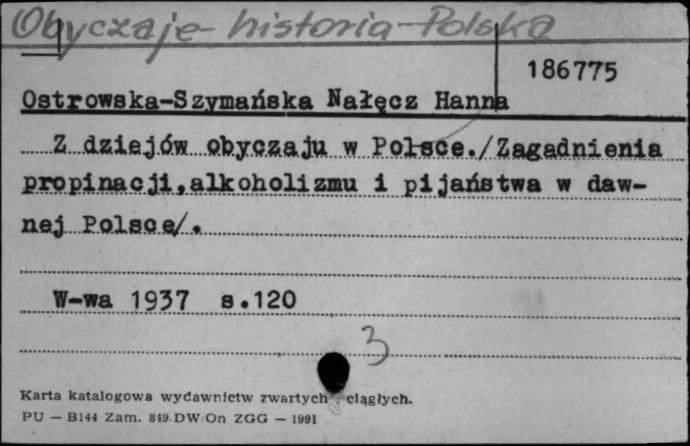 Obyczaje - historia - Polska
186775
Ostrowska-Szymańska Nałęcz Hanna
Z dziejów obyczaju w Polsce./Zagadnienia
propinacji,alkoholizmu i pijaństwa w daw-
nej Polsce/.
W-wa 1937 s.120
3
Karta katalogowa wydawnictw zwartych . ciągłych.
PU — B144 Zam. 849 DW/On ZGG — 1991